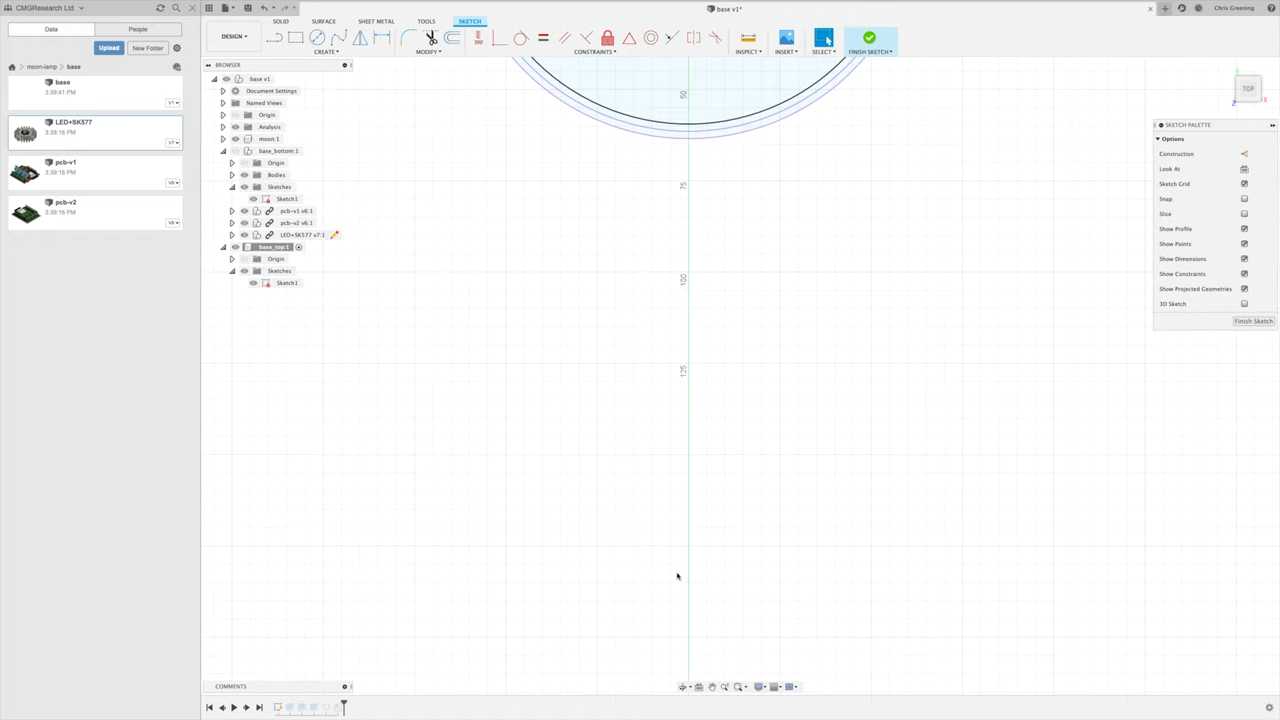 CMGResearch Ltd
base v1*
Chris Greening
Data
People
Upload
New Folder
moon-lamp > base
base
3:39:41 PM
V1
LED+SK577
3:39:16 PM
V7
pcb-v1
3:39:16 PM
V6
pcb-v2
3:39:16 PM
V6
DESIGN
SOLID
SURFACE
SHEET METAL
TOOLS
SKETCH
CREATE
MODIFY
CONSTRAINTS
INSPECT
INSERT
SELECT
FINISH SKETCH
BROWSER
base v1
Document Settings
Named Views
Origin
Analysis
moon:1
base_bottom:1
Origin
Bodies
Sketches
Sketch1
pcb-v1 v6:1
pcb-v2 v6:1
LED+SK577 v7:1
base_top:1
Origin
Sketches
Sketch1
50
75
100
125
TOP
Z
X
SKETCH PALETTE
Options
Construction
Look At
Sketch Grid
Snap
Slice
Show Profile
Show Points
Show Dimensions
Show Constraints
Show Projected Geometries
3D Sketch
Finish Sketch
COMMENTS